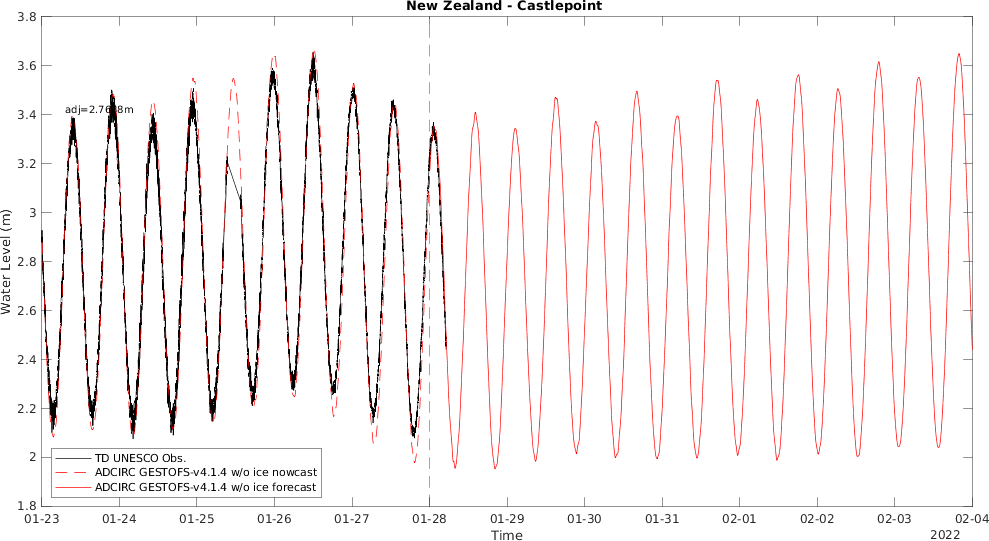 New Zealand - Castlepoint
3.8
3.6
3.4
3.2
3
2.8
2.6
2.4
2.2
2
1.8
Water Level (m)
TD UNESCO Obs.
ADCIRC GESTOFS-v4.1.4 w/o ice nowcast
ADCIRC GESTOFS-v4.1.4 w/o ice forecast
01-23 01-24 01-25 01-26 01-27 01-28 01-29 01-30 01-31 02-01 02-02 02-03 02-04
Time
2022